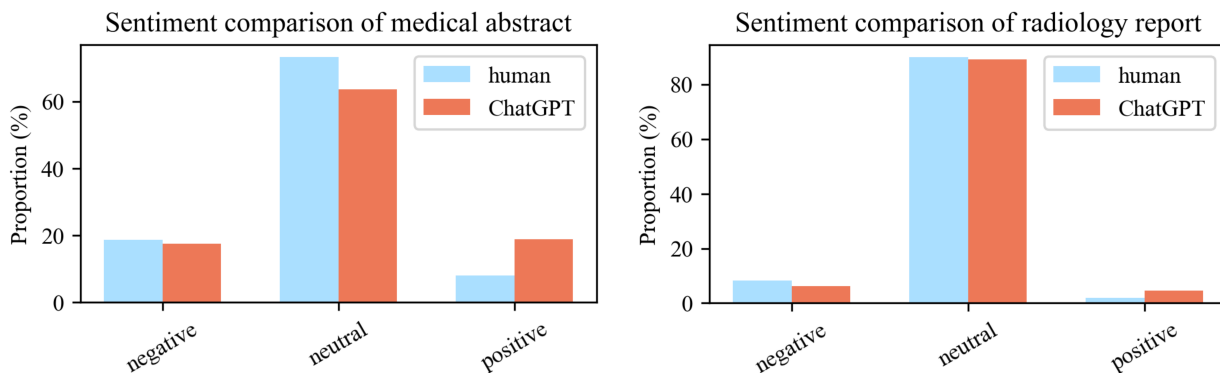 Sentiment comparison of medical abstract
Proportion (%)
60
40
20
0
human
ChatGPT
negative
neutral
positive
Sentiment comparison of radiology report
Proportion (%)
80
60
40
20
0
human
ChatGPT
negative
neutral
positive